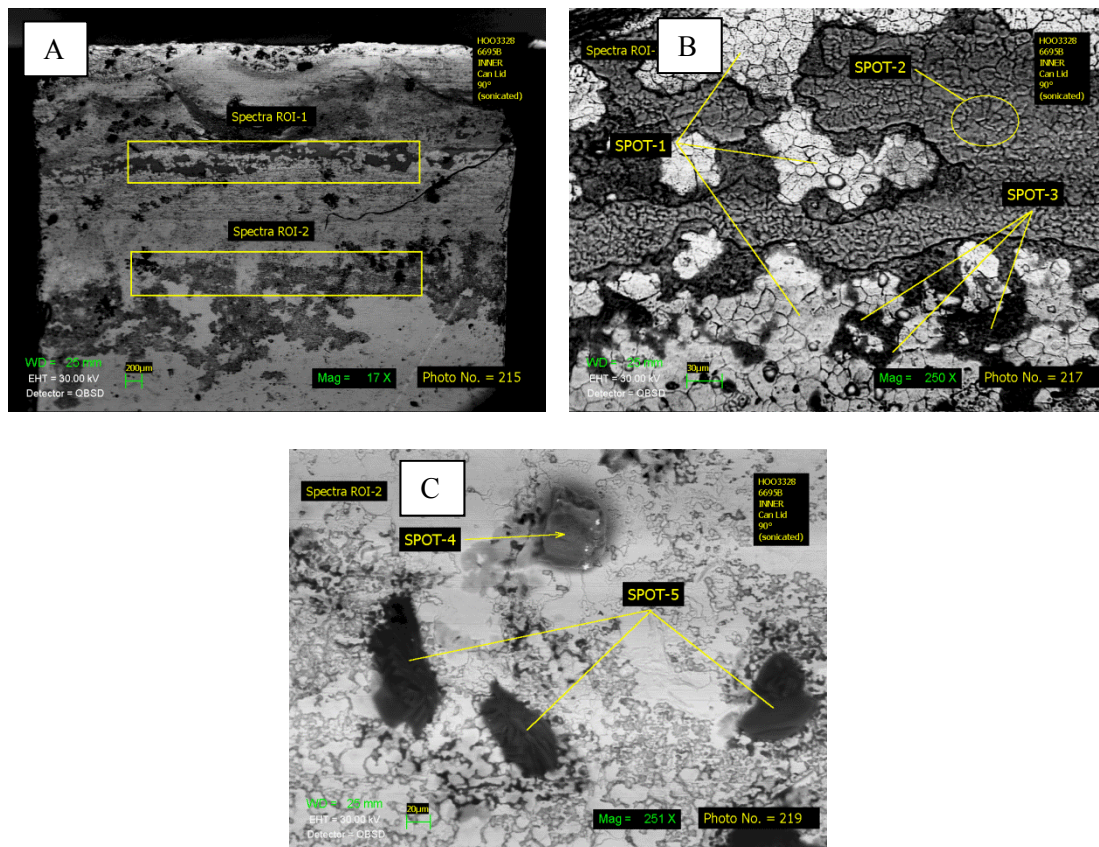 A
HOO3328
6695B
INNER
Can Lid
90°
(sonicated)
Spectra ROI-1
Spectra ROI-2
WD = 25 mm
EHT = 30.00 kV
Detector = QBSD
200µm
Mag = 17 X
Photo No. = 215
B
Spectra ROI-
HOO3328
6695B
INNER
Can Lid
90°
(sonicated)
SPOT-2
SPOT-1
SPOT-3
EHT = 30.00 kV
Detector = QBSD
30µm
Mag = 250 X
Photo No. = 217
C
Spectra ROI-2
HOO3328
6695B
INNER
Can Lid
90°
(sonicated)
SPOT-4
SPOT-5
EHT = 30.00 kV
Detector = QBSD
20µm
Mag = 251 X
Photo No. = 219